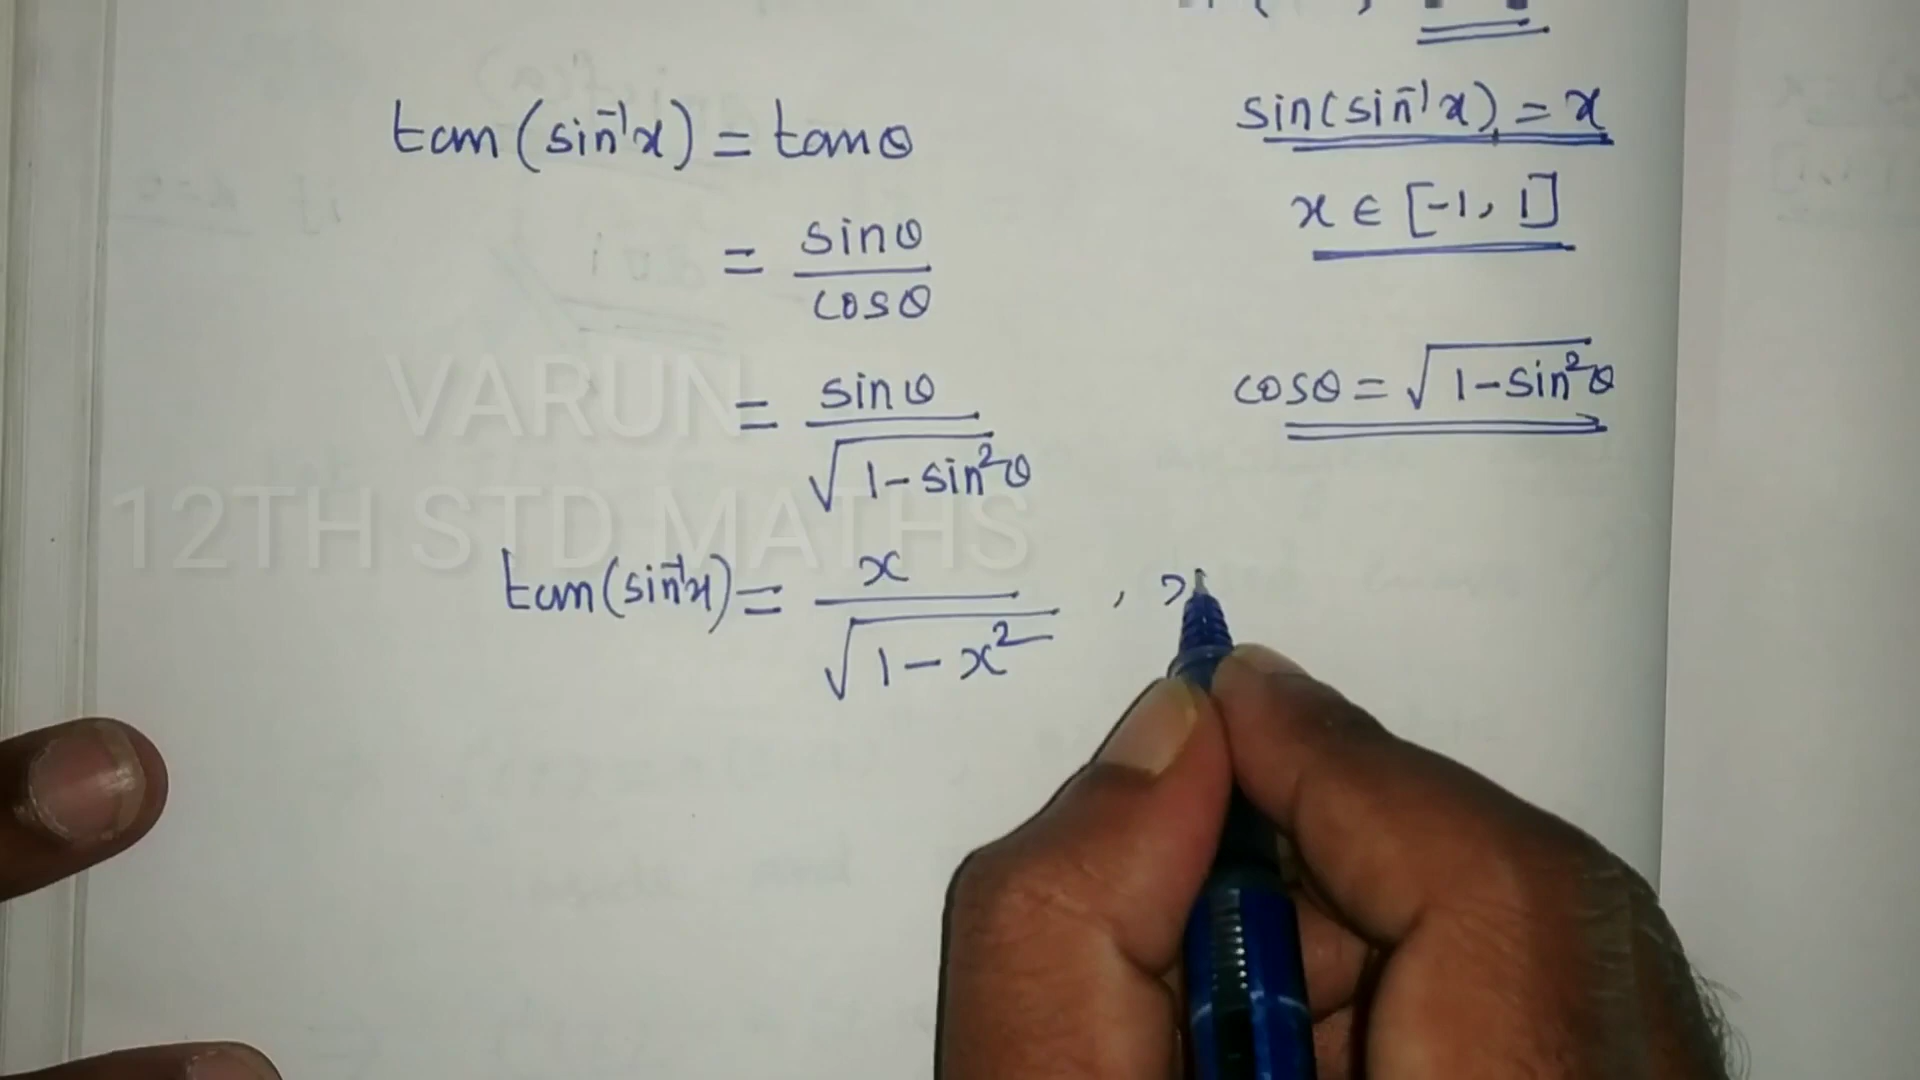 tan(sin⁻¹x) = tanθ
= sinθ / cosθ
= sinθ / √(1-sin²θ)
tan(sin⁻¹x) = x / √(1-x²) , x
sin(sin⁻¹x) = x
x ∈ [-1, 1]
cosθ = √(1-sin²θ)
VARUN
12TH STD MATHS